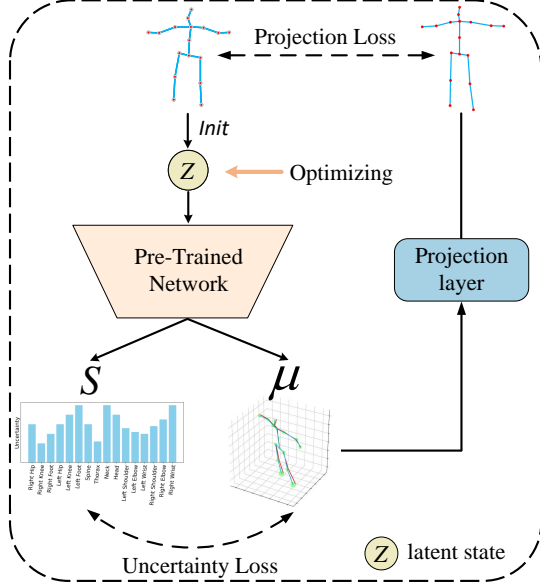 Projection Loss
Init
Z
Optimizing
Pre-Trained
Network
Projection
layer
s
μ
Uncertainty
Right Hip
Right Knee
Right Foot
Left Hip
Left Knee
Left Foot
Spine
Thorax
Neck
Head
Left Shoulder
Left Elbow
Left Wrist
Right Shoulder
Right Elbow
Right Wrist
Uncertainty Loss
Z latent state